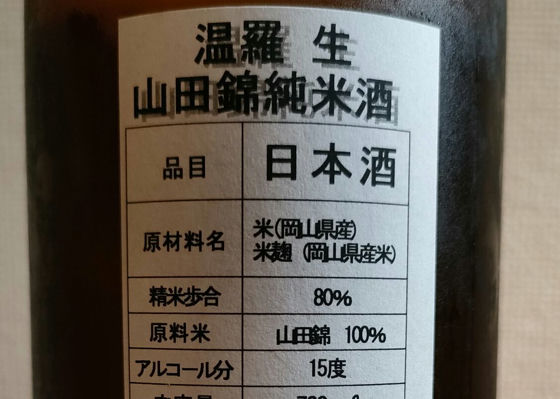 温羅 生
山田錦純米酒
品目 日本酒
原材料名 米(岡山県産)
米麹 (岡山県産米)
精米歩合 80%
原料米 山田錦 100%
アルコール分 15度